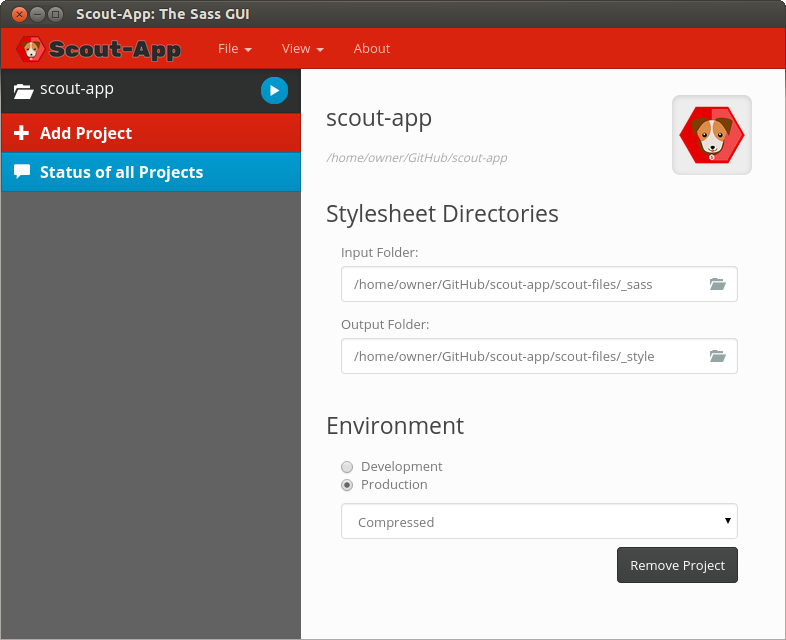 Scout-App: The Sass GUI
Scout-App File View About
scout-app
Add Project
Status of all Projects
scout-app
/home/owner/GitHub/scout-app
Stylesheet Directories
Input Folder:
/home/owner/GitHub/scout-app/scout-files/_sass
Output Folder:
/home/owner/GitHub/scout-app/scout-files/_style
Environment
Development
Production
Compressed
Remove Project